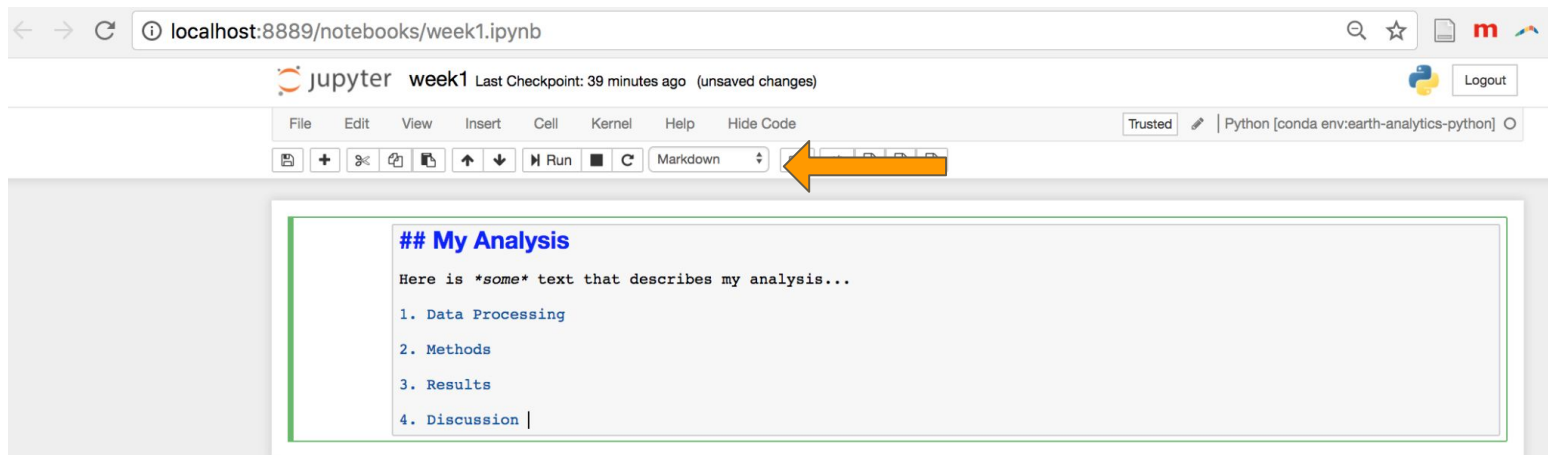 localhost:8889/notebooks/week1.ipynb
m
jupyter week1 Last Checkpoint: 39 minutes ago (unsaved changes) Logout
File Edit View Insert Cell Kernel Help Hide Code Trusted Python [conda env:earth-analytics-python]
Run Markdown
## My Analysis
Here is *some* text that describes my analysis...
1. Data Processing
2. Methods
3. Results
4. Discussion